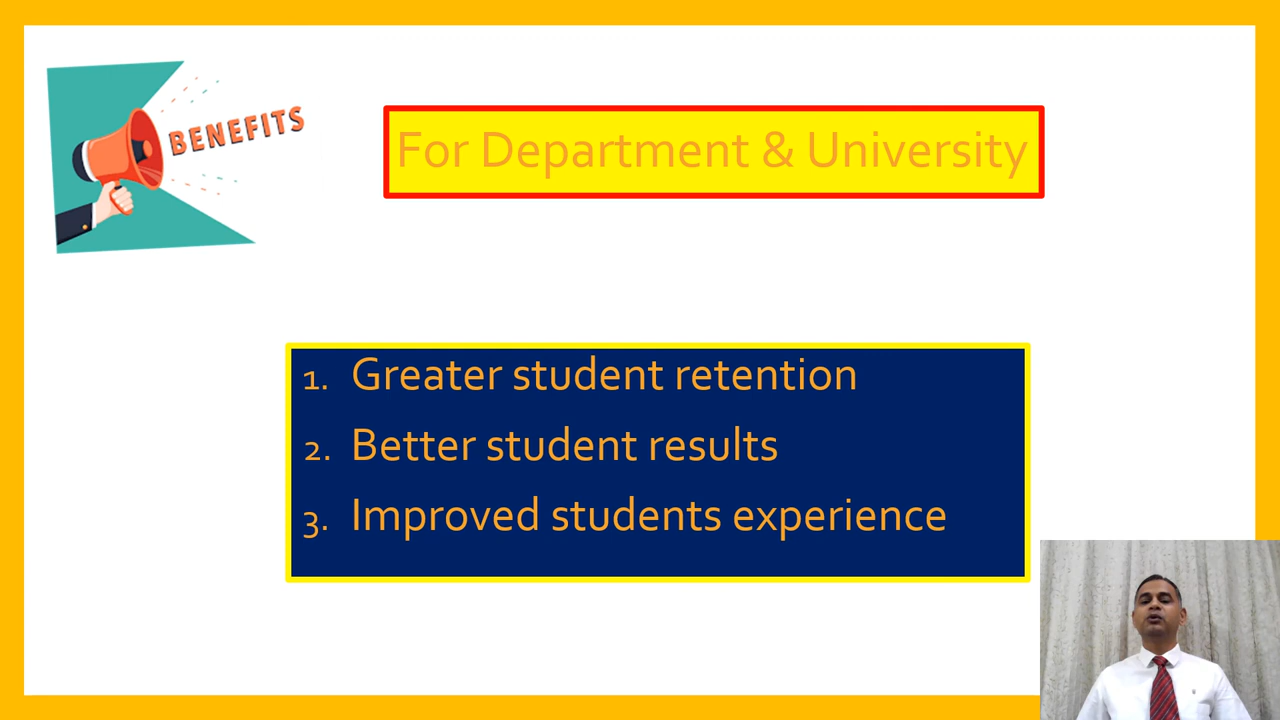 BENEFITS
For Department & University
1. Greater student retention
2. Better student results
3. Improved students experience